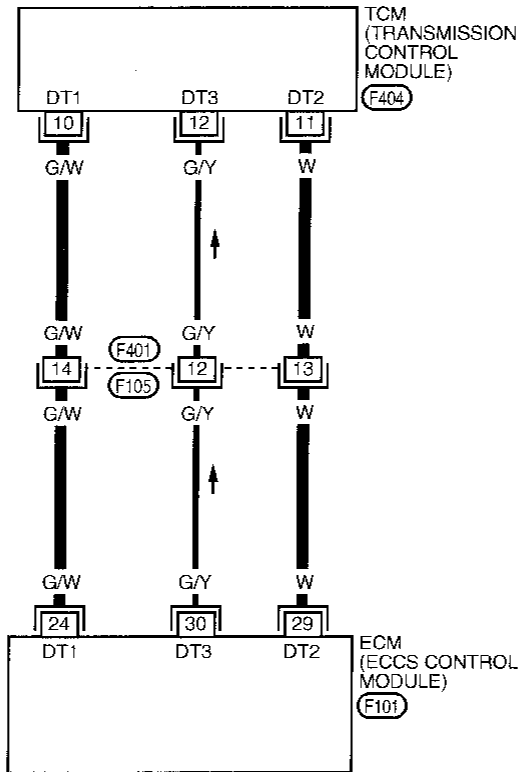 TCM
(TRANSMISSION
CONTROL
MODULE)
F404
DT1 DT3 DT2
10 12 11
G/W G/Y W
G/W G/Y W
F401
14 12 13
F105
G/W G/Y W
G/W G/Y W
24 30 29
DT1 DT3 DT2
ECM
(ECCS CONTROL
MODULE)
F101